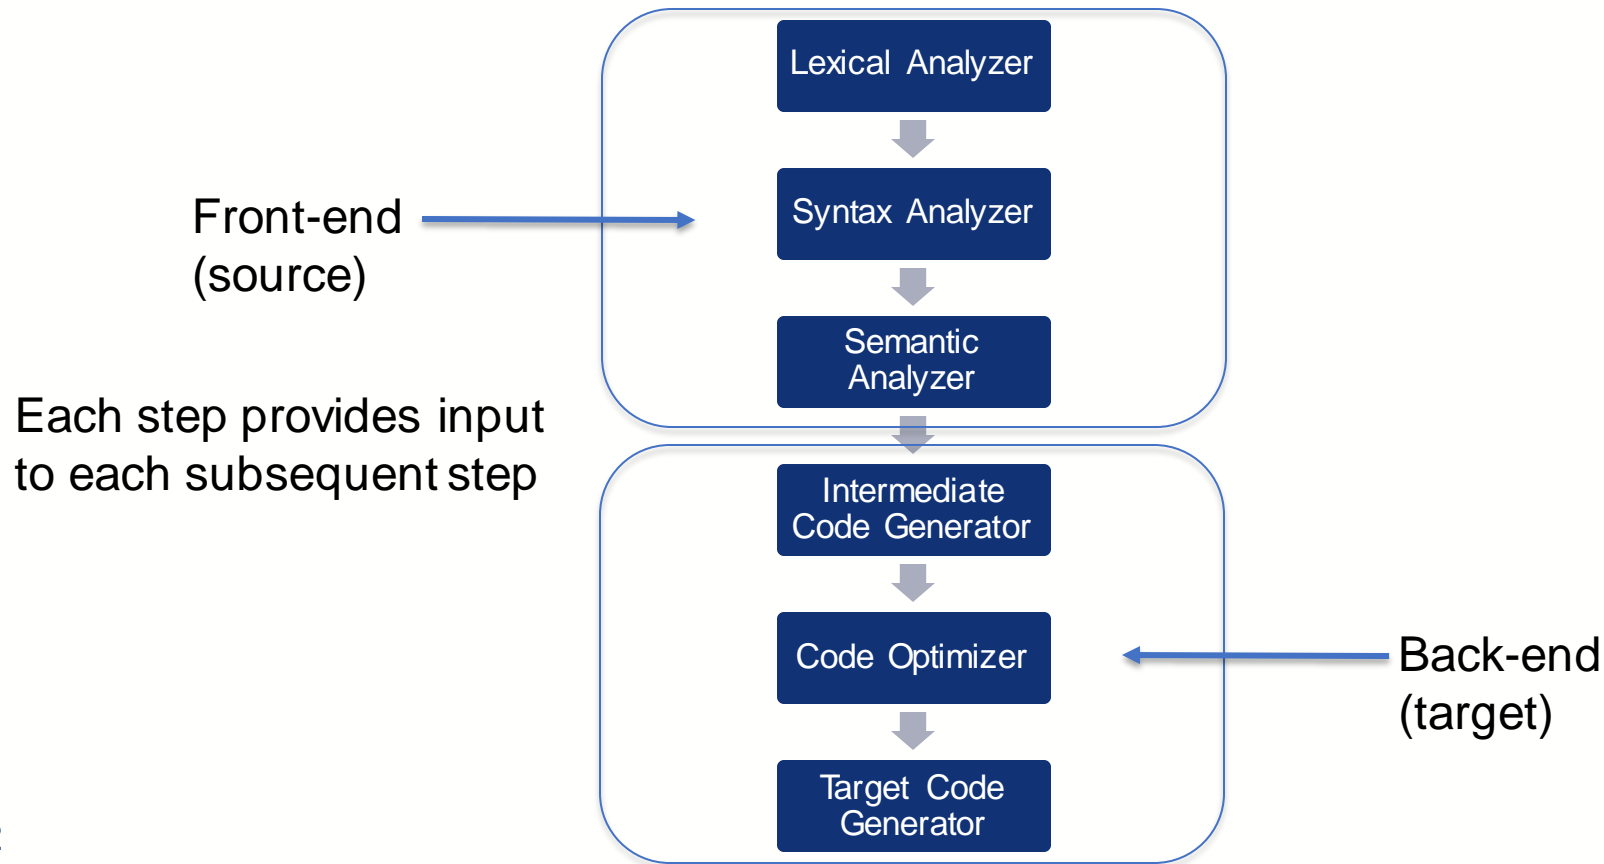 Lexical Analyzer
Syntax Analyzer
Front-end
(source)
Semantic
Analyzer
Each step provides input
to each subsequent step
Intermediate
Code Generator
Code Optimizer
Back-end
(target)
Target Code
Generator